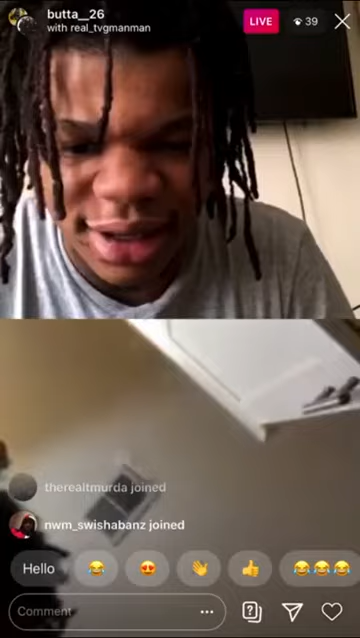 butta__26
with real_tvgmanman
LIVE
39
therealtmurda joined
nwm_swishabanz joined
Hello
Comment